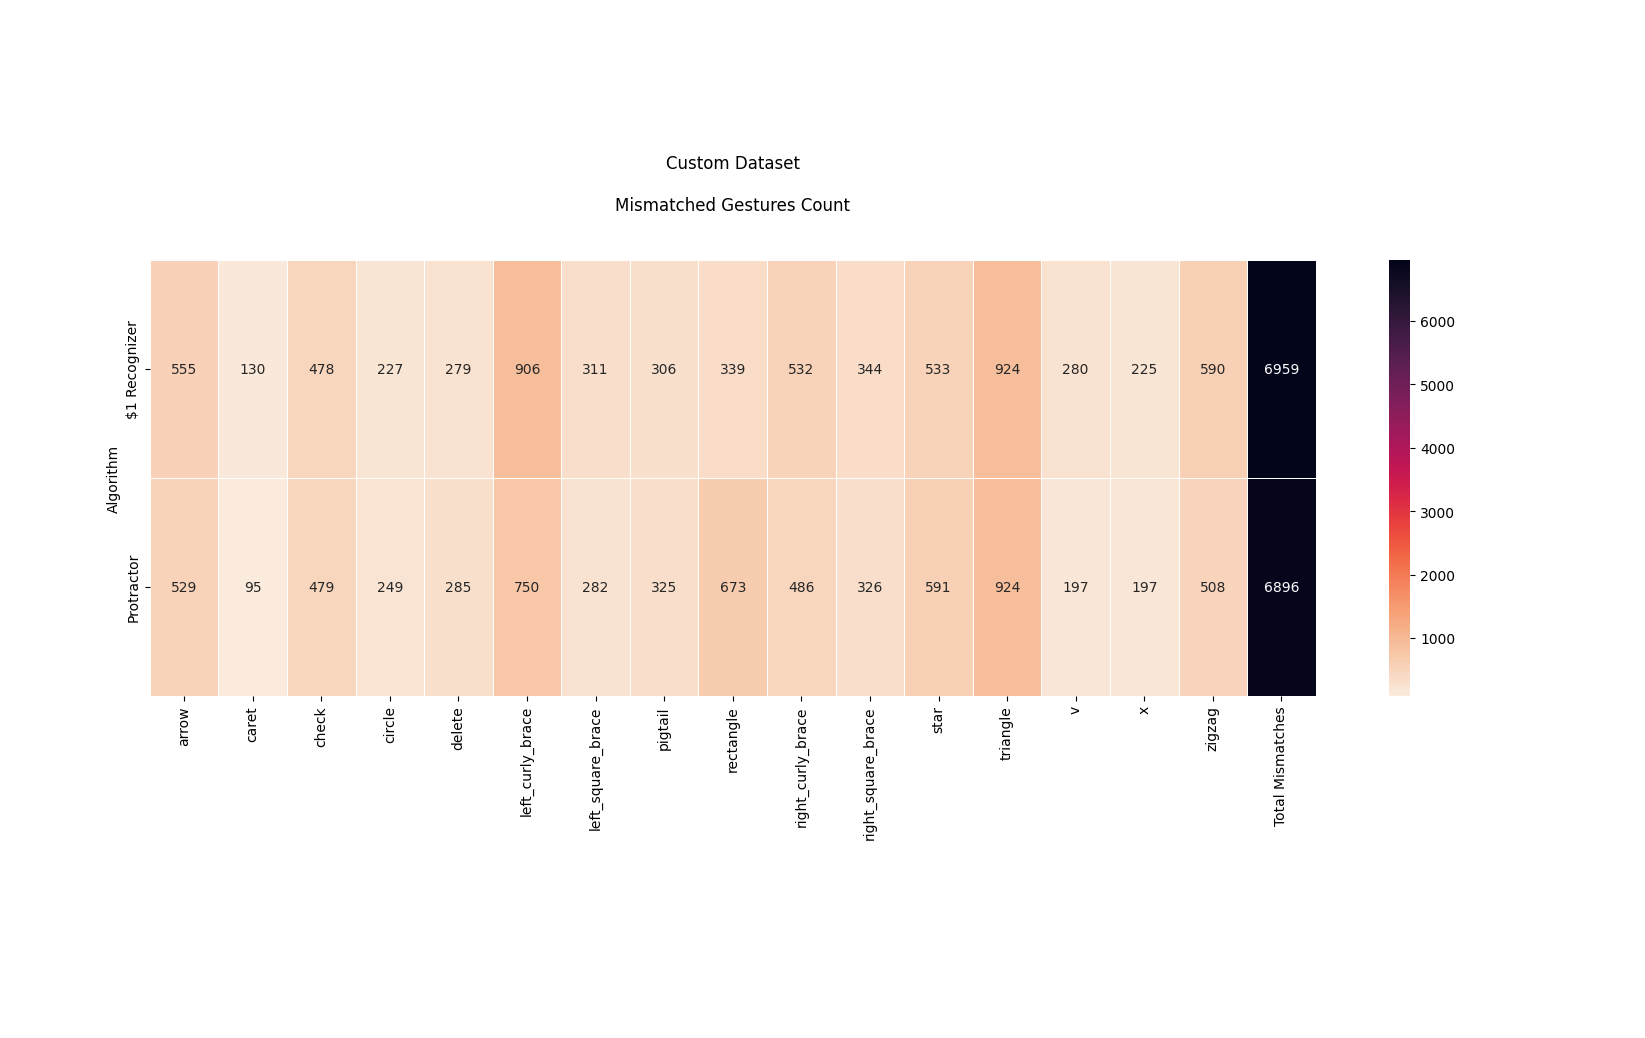 Custom Dataset
Mismatched Gestures Count
Algorithm
$1 Recognizer
555 130 478 227 279 906 311 306 339 532 344 533 924 280 225 590 6959
Protractor
529 95 479 249 285 750 282 325 673 486 326 591 924 197 197 508 6896
arrow caret check circle delete left_curly_brace left_square_brace pigtail rectangle right_curly_brace right_square_brace star triangle v x zigzag Total Mismatches
6000
5000
4000
3000
2000
1000